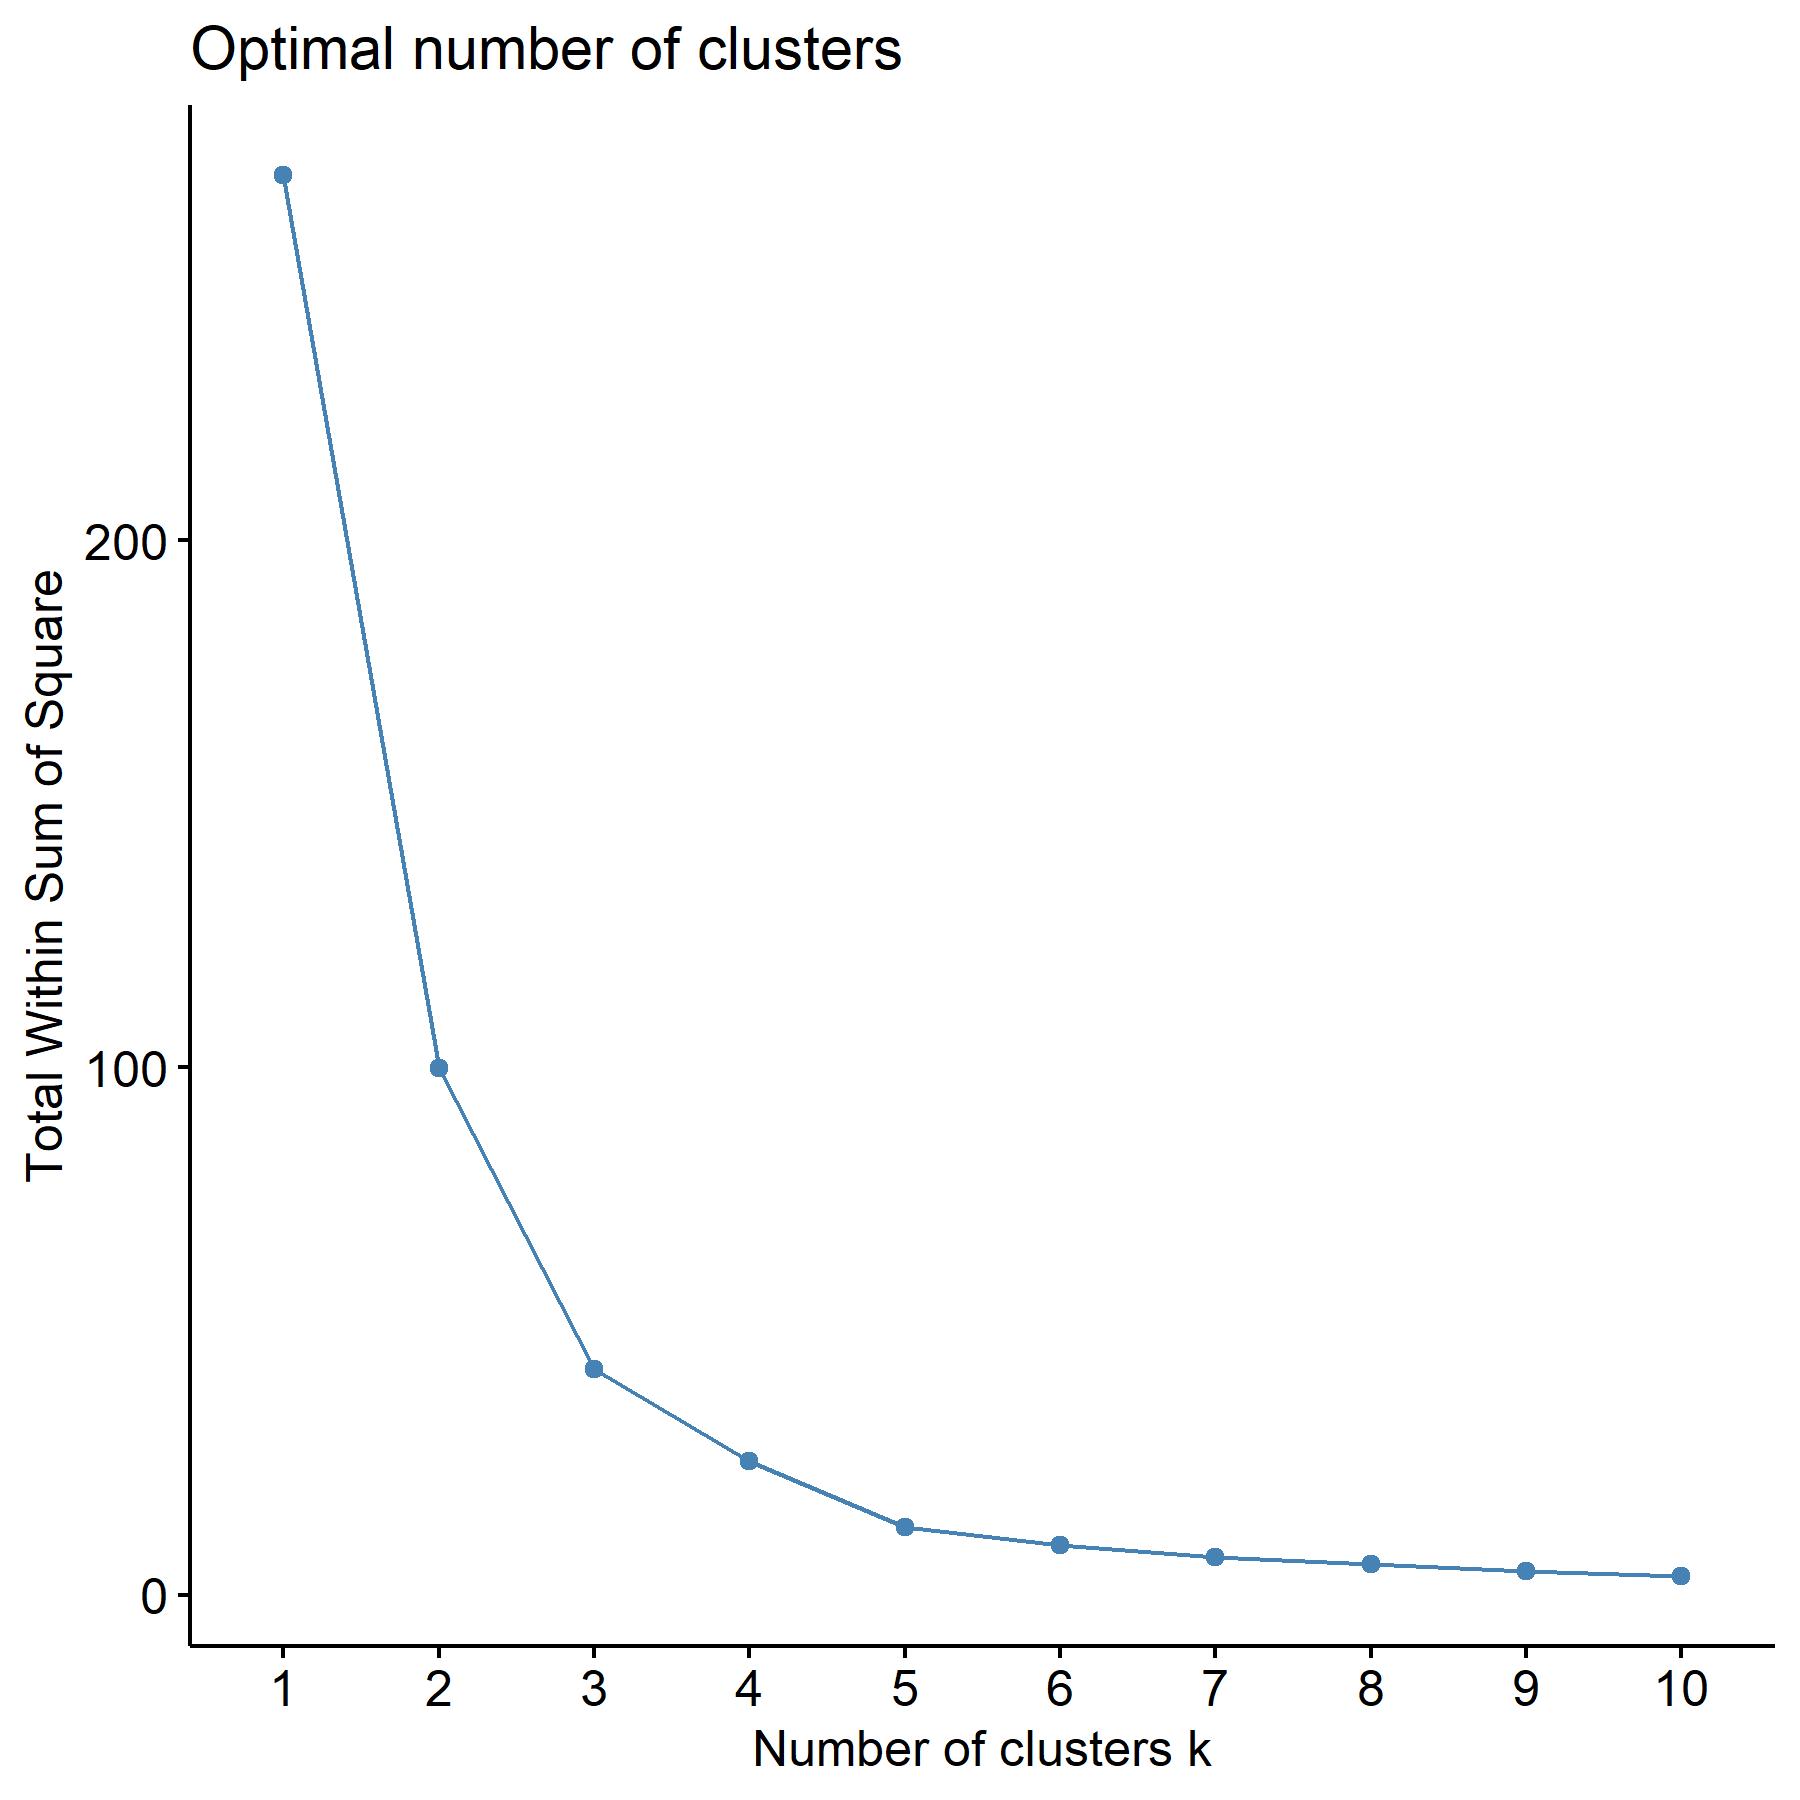 Optimal number of clusters
Total Within Sum of Square
200
100
0
1 2 3 4 5 6 7 8 9 10
Number of clusters k